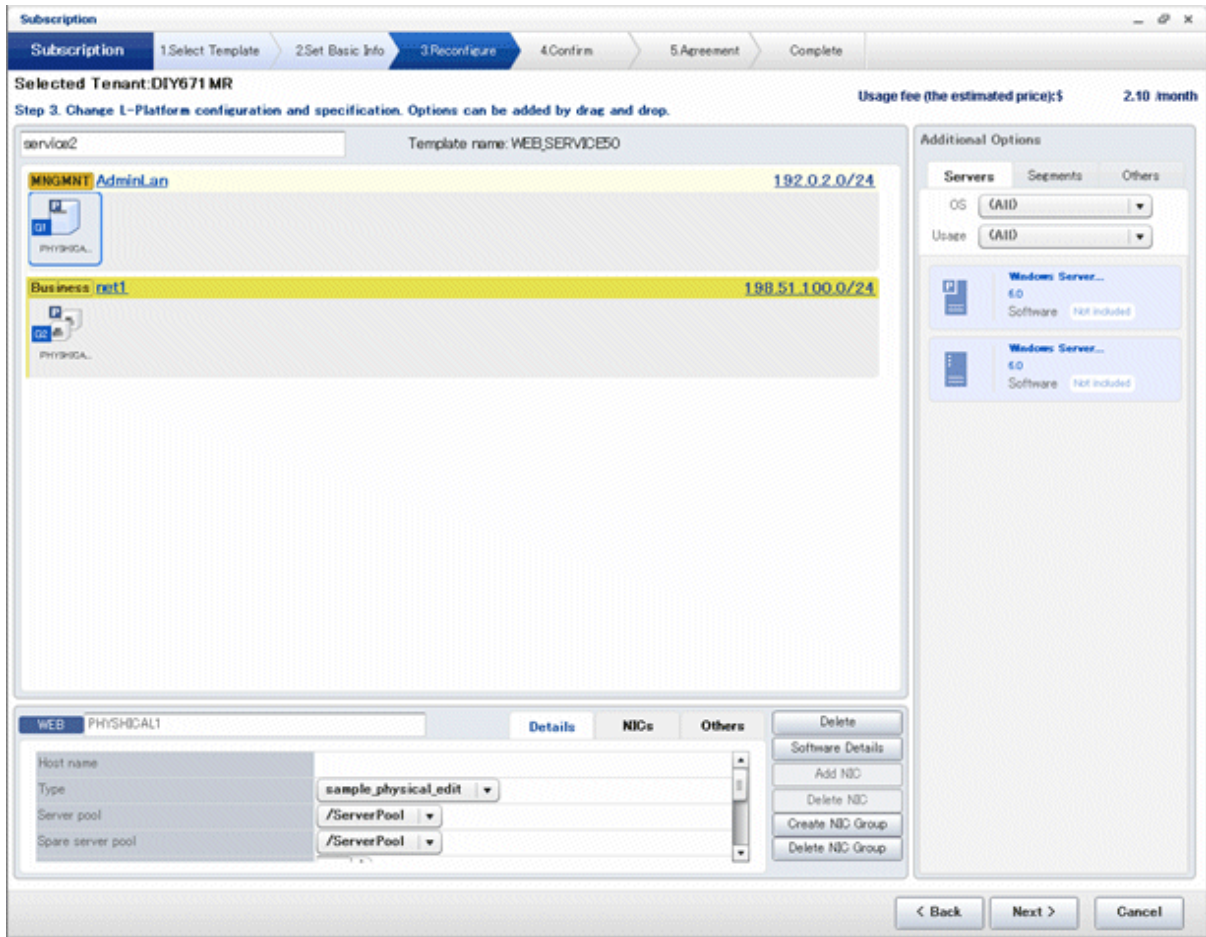 Subscription
Subscription 1.Select Template 2.Set Basic Info 3.Reconfigure 4.Confirm 5.Agreement Complete
Selected Tenant:DIY671MR
Usage fee (the estimated price):$ 2.10 /month
Step 3. Change L-Platform configuration and specification. Options can be added by drag and drop.
service2 Template name: WEB_SERVICE50
Additional Options
MNGMNT AdminLan 192.0.2.0/24
Servers Segments Others
OS (All)
Usage (All)
P
G1
PHYSHICA...
Business net1 198.51.100.0/24
P
G2
PHYSHICA...
P
Windows Server...
6.0
Software Not included
Windows Server...
6.0
Software Not included
WEB PHYSHICAL1
Details NICs Others
Host name
Type sample_physical_edit
Server pool /ServerPool
Spare server pool /ServerPool
Delete
Software Details
Add NIC
Delete NIC
Create NIC Group
Delete NIC Group
< Back Next > Cancel